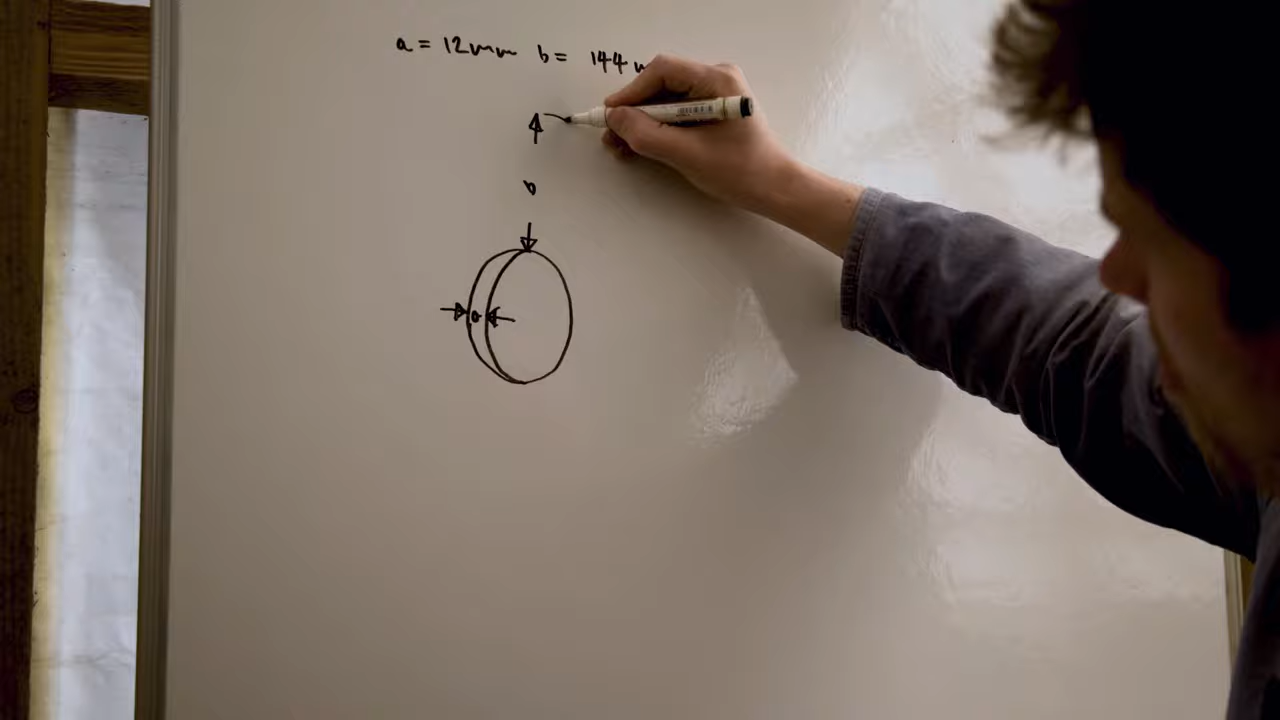 a = 12mm b = 144
b
a